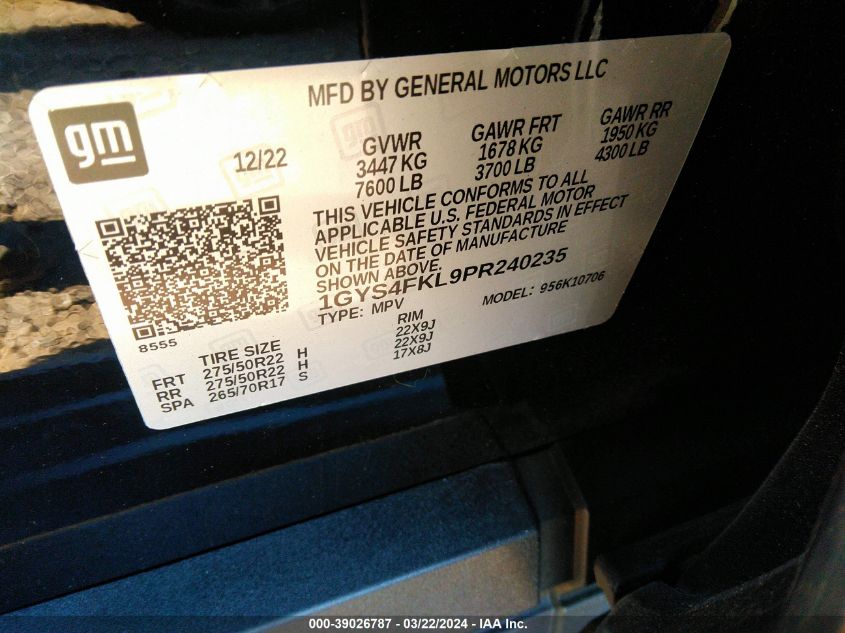 MFD BY GENERAL MOTORS LLC
gm
12/22
GVWR GAWR FRT GAWR RR
3447 KG 1678 KG 1950 KG
7600 LB 3700 LB 4300 LB
THIS VEHICLE CONFORMS TO ALL
APPLICABLE U.S. FEDERAL MOTOR
VEHICLE SAFETY STANDARDS IN EFFECT
ON THE DATE OF MANUFACTURE
SHOWN ABOVE.
1GYS4FKL9PR240235
TYPE: MPV MODEL: 956K10706
8555
TIRE SIZE RIM
FRT 275/50R22 H 22X9J
RR 275/50R22 H 22X9J
SPA 265/70R17 S 17X8J
000-39026787 - 03/22/2024 - IAA Inc.